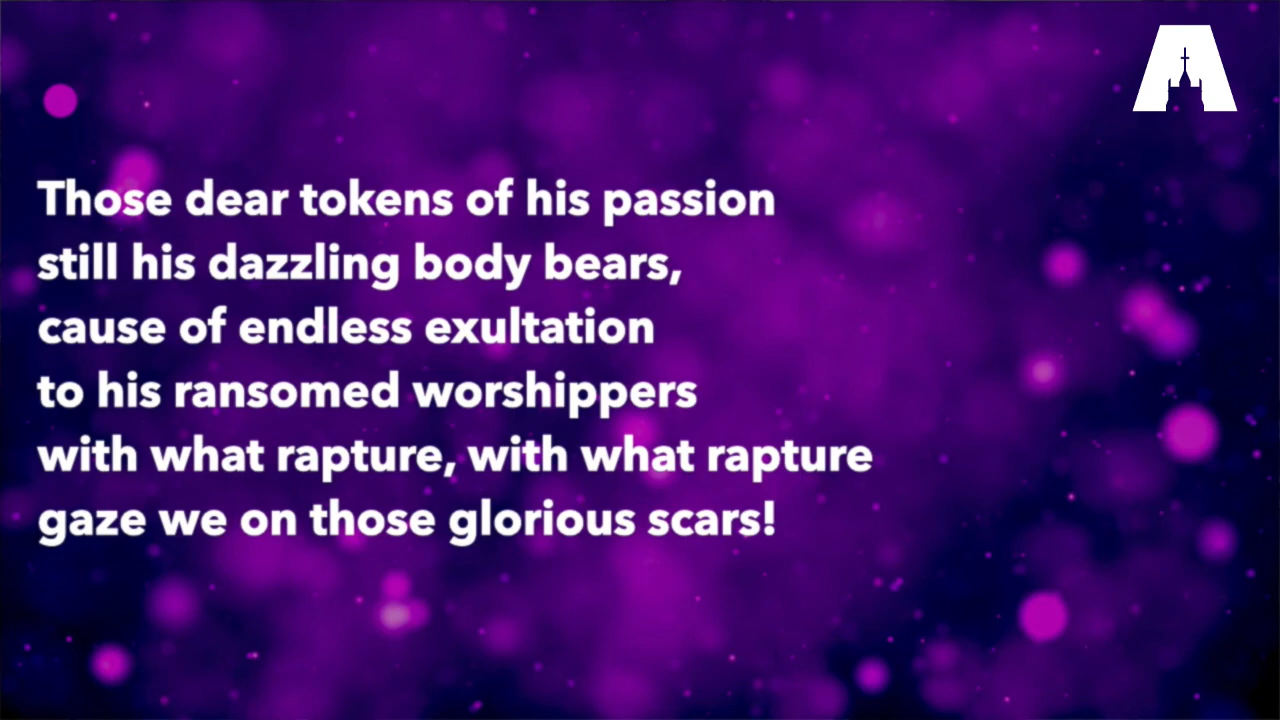 Those dear tokens of his passion
still his dazzling body bears,
cause of endless exultation
to his ransomed worshippers
with what rapture, with what rapture
gaze we on those glorious scars!